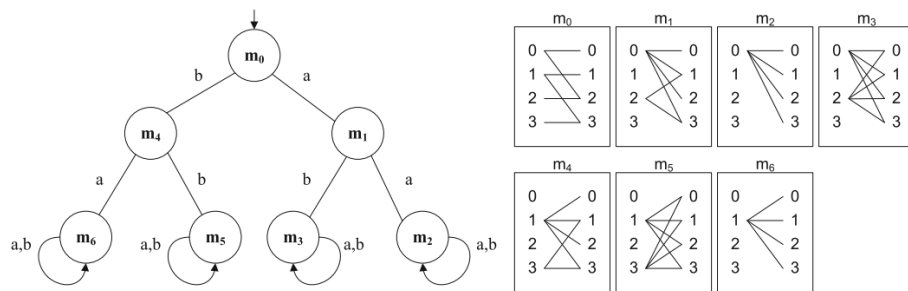 m0
b a
m4 m1
a b b a
m6 m5 m3 m2
a,b a,b a,b a,b
m0 m1 m2 m3
0 0 0 0 0 0 0 0
1 1 1 1 1 1 1 1
2 2 2 2 2 2 2 2
3 3 3 3 3 3 3 3
m4 m5 m6
0 0 0 0 0 0
1 1 1 1 1 1
2 2 2 2 2 2
3 3 3 3 3 3